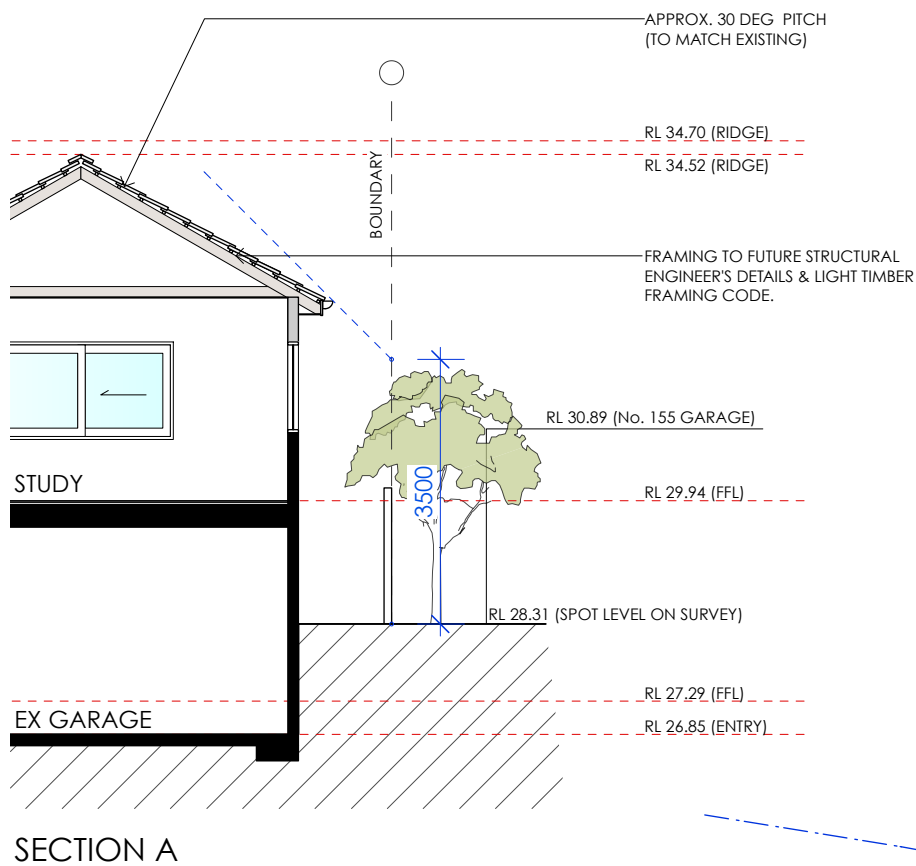 APPROX. 30 DEG PITCH
(TO MATCH EXISTING)
BOUNDARY
RL 34.70 (RIDGE)
RL 34.52 (RIDGE)
FRAMING TO FUTURE STRUCTURAL
ENGINEER'S DETAILS & LIGHT TIMBER
FRAMING CODE.
RL 30.89 (No. 155 GARAGE)
STUDY
3500
RL 29.94 (FFL)
RL 28.31 (SPOT LEVEL ON SURVEY)
RL 27.29 (FFL)
EX GARAGE
RL 26.85 (ENTRY)
SECTION A